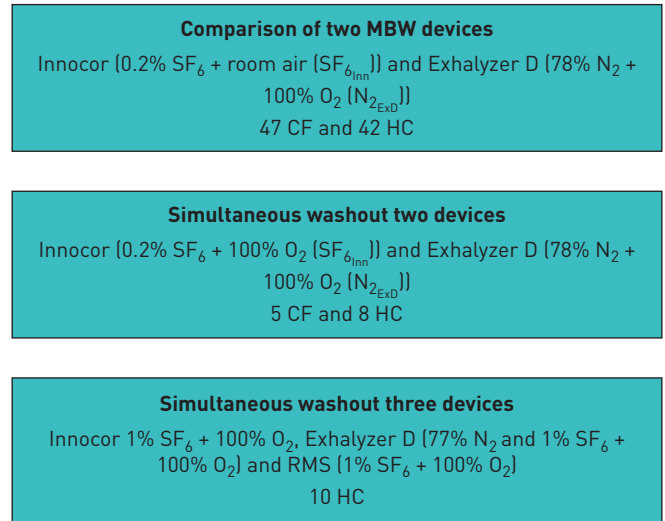 Comparison of two MBW devices
Innocor (0.2% SF₆ + room air (SF₆Inn)) and Exhalyzer D (78% N₂ +
100% O₂ (N₂ExD))
47 CF and 42 HC
Simultaneous washout two devices
Innocor (0.2% SF₆ + 100% O₂ (SF₆Inn)) and Exhalyzer D (78% N₂ +
100% O₂ (N₂ExD))
5 CF and 8 HC
Simultaneous washout three devices
Innocor 1% SF₆ + 100% O₂, Exhalyzer D (77% N₂ and 1% SF₆ +
100% O₂) and RMS (1% SF₆ + 100% O₂)
10 HC